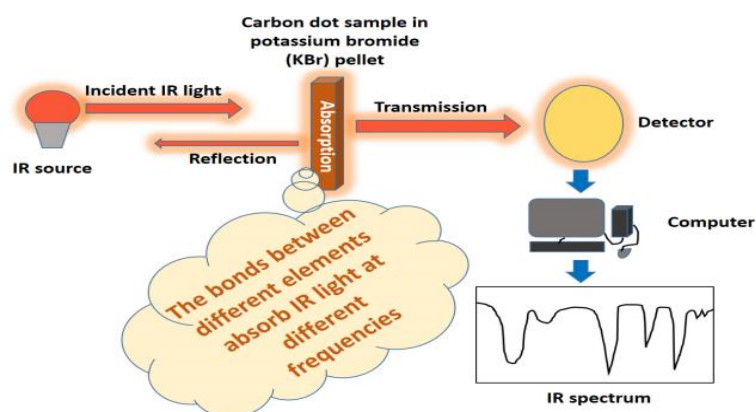 Carbon dot sample in
potassium bromide
(KBr) pellet
Incident IR light
Absorption
Transmission
Reflection
IR source
Detector
Computer
The bonds between
different elements
absorb IR light at
different
frequencies
IR spectrum